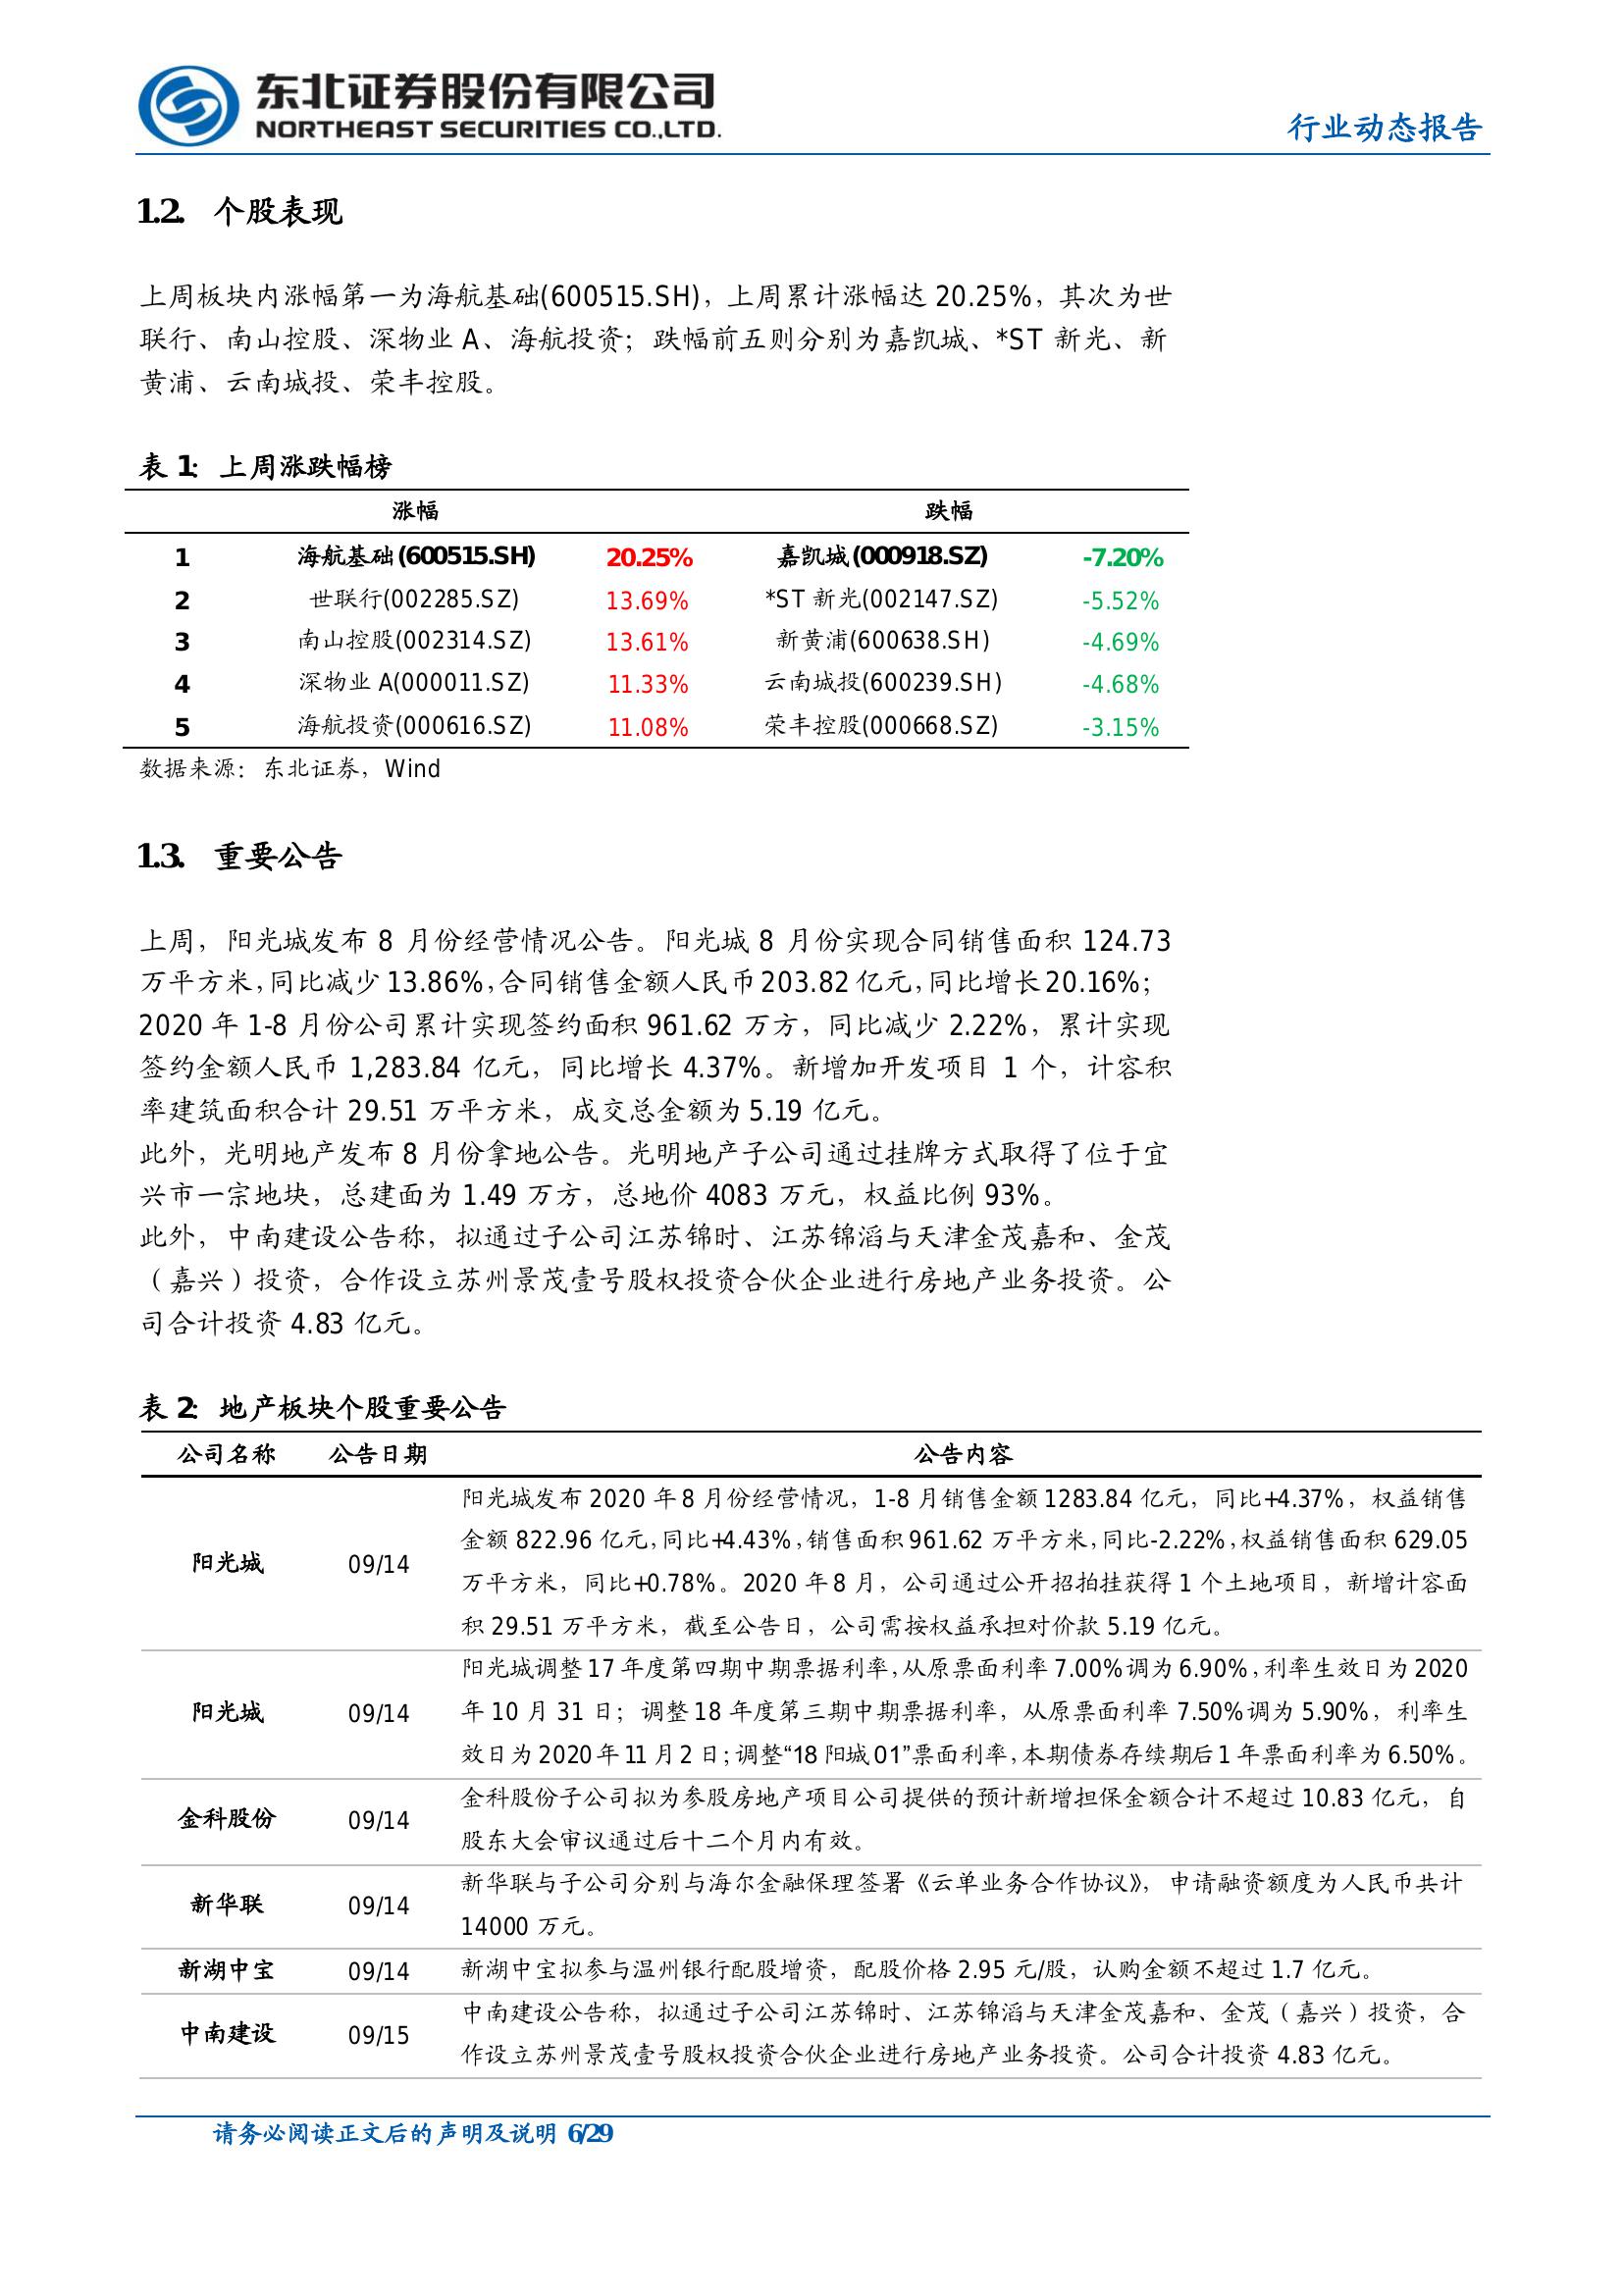 东北证券股份有限公司
NORTHEAST SECURITIES CO.,LTD.
行业动态报告
1.2. 个股表现
上周板块内涨幅第一为海航基础(600515.SH)，上周累计涨幅达 20.25%，其次为世
联行、南山控股、深物业 A、海航投资；跌幅前五则分别为嘉凯城、*ST 新光、新
黄浦、云南城投、荣丰控股。
表 1：上周涨跌幅榜
涨幅 跌幅
1 海航基础(600515.SH) 20.25% 嘉凯城(000918.SZ) -7.20%
2 世联行(002285.SZ) 13.69% *ST 新光(002147.SZ) -5.52%
3 南山控股(002314.SZ) 13.61% 新黄浦(600638.SH) -4.69%
4 深物业 A(000011.SZ) 11.33% 云南城投(600239.SH) -4.68%
5 海航投资(000616.SZ) 11.08% 荣丰控股(000668.SZ) -3.15%
数据来源：东北证券，Wind
1.3. 重要公告
上周，阳光城发布 8 月份经营情况公告。阳光城 8 月份实现合同销售面积 124.73
万平方米，同比减少 13.86%，合同销售金额人民币 203.82 亿元，同比增长 20.16%；
2020 年 1-8 月份公司累计实现签约面积 961.62 万方，同比减少 2.22%，累计实现
签约金额人民币 1,283.84 亿元，同比增长 4.37%。新增加开发项目 1 个，计容积
率建筑面积合计 29.51 万平方米，成交总金额为 5.19 亿元。
此外，光明地产发布 8 月份拿地公告。光明地产子公司通过挂牌方式取得了位于宜
兴市一宗地块，总建面为 1.49 万方，总地价 4083 万元，权益比例 93%。
此外，中南建设公告称，拟通过子公司江苏锦时、江苏锦滔与天津金茂嘉和、金茂
（嘉兴）投资，合作设立苏州景茂壹号股权投资合伙企业进行房地产业务投资。公
司合计投资 4.83 亿元。
表 2：地产板块个股重要公告
公司名称 公告日期 公告内容
阳光城发布 2020 年 8 月份经营情况，1-8 月销售金额 1283.84 亿元，同比+4.37%，权益销售
金额 822.96 亿元，同比+4.43%，销售面积 961.62 万平方米，同比-2.22%，权益销售面积 629.05
阳光城 09/14
万平方米，同比+0.78%。2020 年 8 月，公司通过公开招拍挂获得 1 个土地项目，新增计容面
积 29.51 万平方米，截至公告日，公司需按权益承担对价款 5.19 亿元。
阳光城调整 17 年度第四期中期票据利率，从原票面利率 7.00%调为 6.90%，利率生效日为 2020
阳光城 09/14 年 10 月 31 日；调整 18 年度第三期中期票据利率，从原票面利率 7.50%调为 5.90%，利率生
效日为 2020 年 11 月 2 日；调整“18 阳城 01”票面利率，本期债券存续期后 1 年票面利率为 6.50%。
金科股份 09/14 金科股份子公司拟为参股房地产项目公司提供的预计新增担保金额合计不超过 10.83 亿元，自
股东大会审议通过后十二个月内有效。
新华联 09/14 新华联与子公司分别与海尔金融保理签署《云单业务合作协议》，申请融资额度为人民币共计
14000 万元。
新湖中宝 09/14 新湖中宝拟参与温州银行配股增资，配股价格 2.95 元/股，认购金额不超过 1.7 亿元。
中南建设 09/15 中南建设公告称，拟通过子公司江苏锦时、江苏锦滔与天津金茂嘉和、金茂（嘉兴）投资，合
作设立苏州景茂壹号股权投资合伙企业进行房地产业务投资。公司合计投资 4.83 亿元。
请务必阅读正文后的声明及说明 6/29